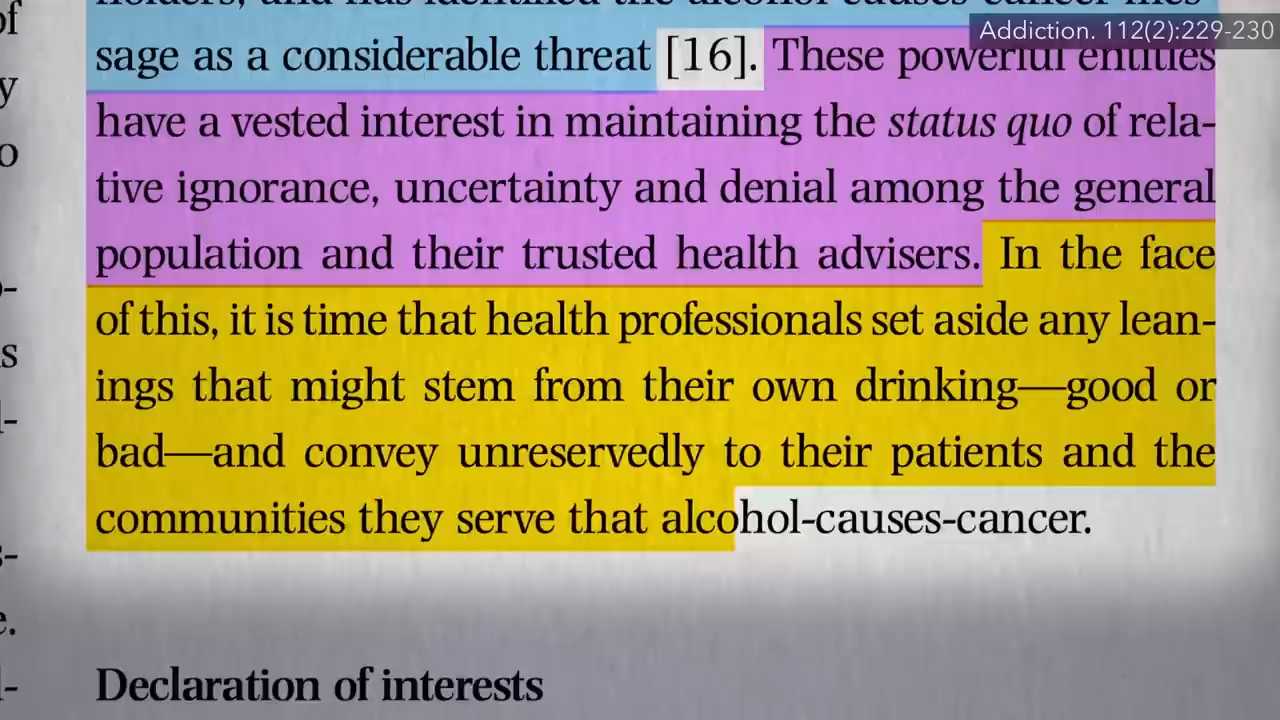 Addiction. 112(2):229-230
sage as a considerable threat [16]. These powerful entities
have a vested interest in maintaining the status quo of rela-
tive ignorance, uncertainty and denial among the general
population and their trusted health advisers. In the face
of this, it is time that health professionals set aside any lean-
ings that might stem from their own drinking—good or
bad—and convey unreservedly to their patients and the
communities they serve that alcohol-causes-cancer.
Declaration of interests